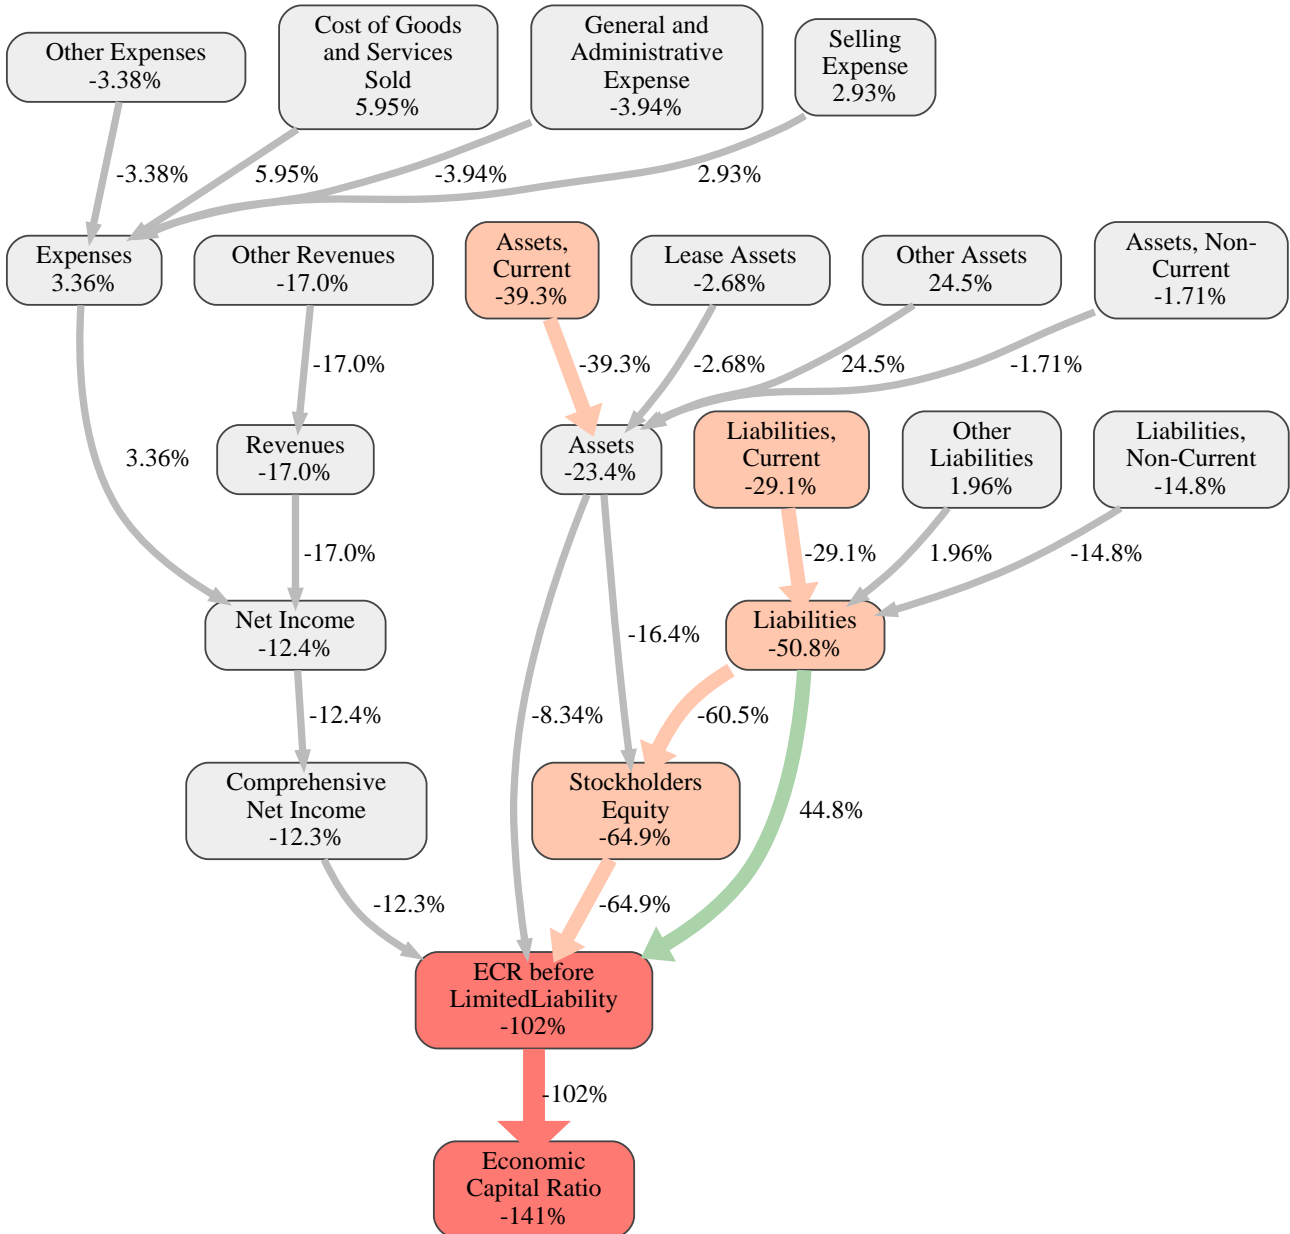 Other Expenses
-3.38%
Cost of Goods
and Services
Sold
5.95%
General and
Administrative
Expense
-3.94%
Selling
Expense
2.93%
-3.38%
5.95%
-3.94%
2.93%
Expenses
3.36%
Other Revenues
-17.0%
Assets,
Current
-39.3%
Lease Assets
-2.68%
Other Assets
24.5%
Assets, Non-
Current
-1.71%
-17.0%
-39.3%
-2.68%
24.5%
-1.71%
3.36%
Revenues
-17.0%
Assets
-23.4%
Liabilities,
Current
-29.1%
Other
Liabilities
1.96%
Liabilities,
Non-Current
-14.8%
-17.0%
-29.1%
1.96%
-14.8%
Net Income
-12.4%
-16.4%
Liabilities
-50.8%
-12.4%
-8.34%
-60.5%
Comprehensive
Net Income
-12.3%
Stockholders
Equity
-64.9%
44.8%
-12.3%
-64.9%
ECR before
LimitedLiability
-102%
-102%
Economic
Capital Ratio
-141%